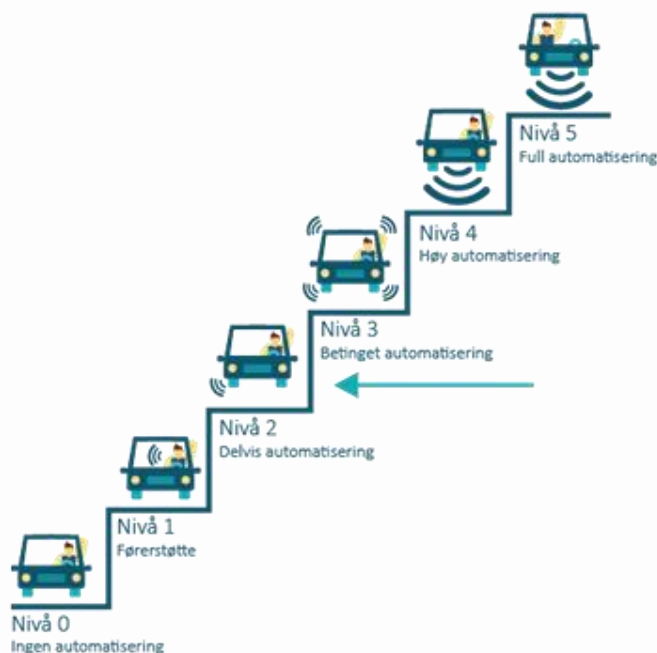 Nivå 5
Full automatisering
Nivå 4
Høy automatisering
Nivå 3
Betinget automatisering
Nivå 2
Delvis automatisering
Nivå 1
Førerstøtte
Nivå 0
Ingen automatisering